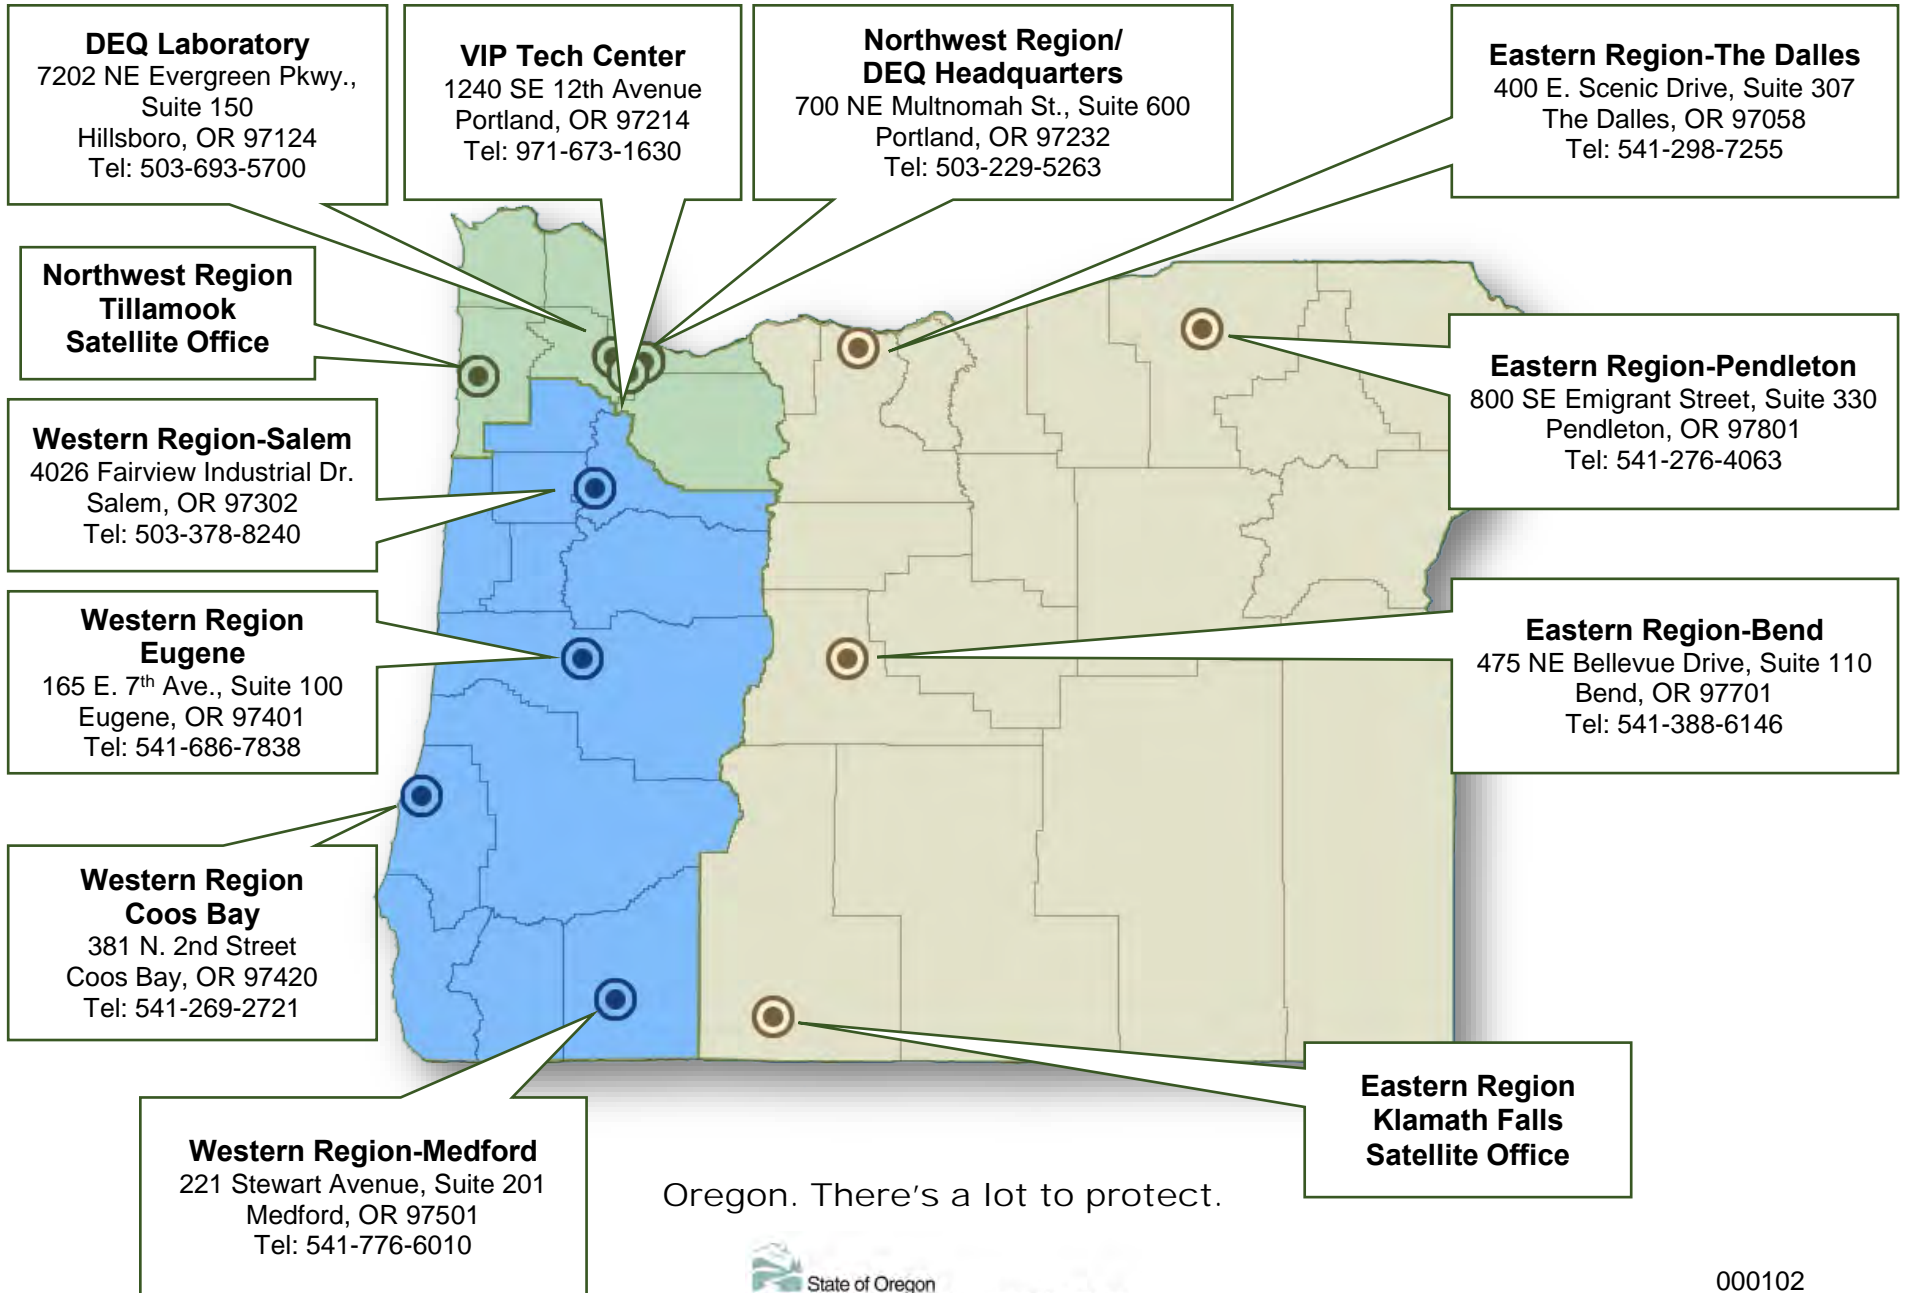 DEQ Laboratory
7202 NE Evergreen Pkwy.,
Suite 150
Hillsboro, OR 97124
Tel: 503-693-5700
VIP Tech Center
1240 SE 12th Avenue
Portland, OR 97214
Tel: 971-673-1630
Northwest Region/
DEQ Headquarters
700 NE Multnomah St., Suite 600
Portland, OR 97232
Tel: 503-229-5263
Eastern Region-The Dalles
400 E. Scenic Drive, Suite 307
The Dalles, OR 97058
Tel: 541-298-7255
Northwest Region
Tillamook
Satellite Office
Eastern Region-Pendleton
800 SE Emigrant Street, Suite 330
Pendleton, OR 97801
Tel: 541-276-4063
Western Region-Salem
4026 Fairview Industrial Dr.
Salem, OR 97302
Tel: 503-378-8240
Western Region
Eugene
165 E. 7th Ave., Suite 100
Eugene, OR 97401
Tel: 541-686-7838
Eastern Region-Bend
475 NE Bellevue Drive, Suite 110
Bend, OR 97701
Tel: 541-388-6146
Western Region
Coos Bay
381 N. 2nd Street
Coos Bay, OR 97420
Tel: 541-269-2721
Eastern Region
Klamath Falls
Satellite Office
Western Region-Medford
221 Stewart Avenue, Suite 201
Medford, OR 97501
Tel: 541-776-6010
Oregon. There's a lot to protect.
State of Oregon
000102